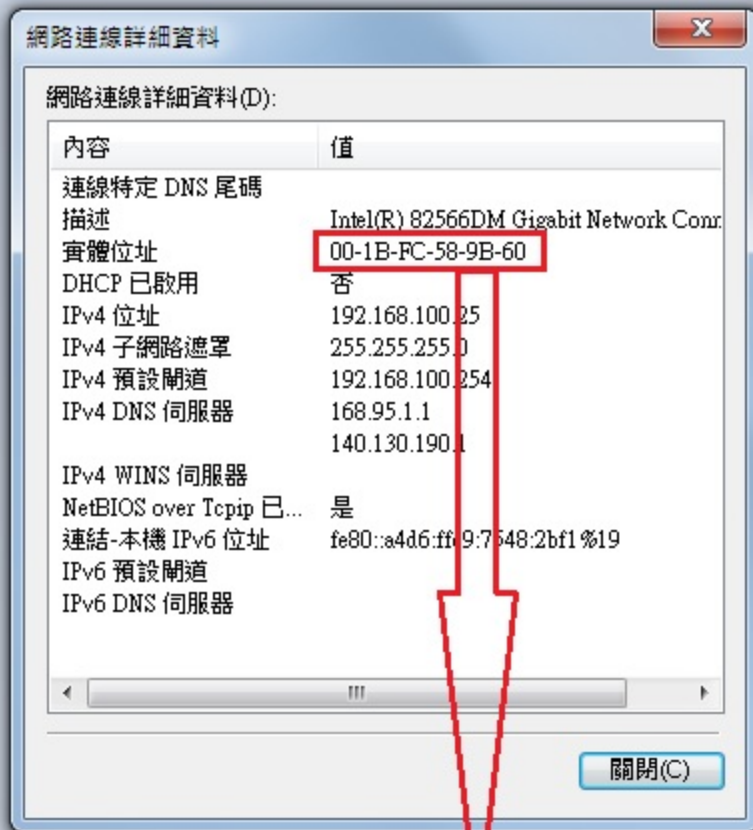 網路連線詳細資料
網路連線詳細資料(D):
內容 值
連線特定 DNS 尾碼
描述 Intel(R) 82566DM Gigabit Network Conr
實體位址 00-1B-FC-58-9B-60
DHCP 已啟用 否
IPv4 位址 192.168.100.25
IPv4 子網路遮罩 255.255.255.0
IPv4 預設閘道 192.168.100.254
IPv4 DNS 伺服器 168.95.1.1
140.130.190.1
IPv4 WINS 伺服器
NetBIOS over Tcpip 已... 是
連結-本機 IPv6 位址
IPv6 預設閘道
IPv6 DNS 伺服器
關閉(C)